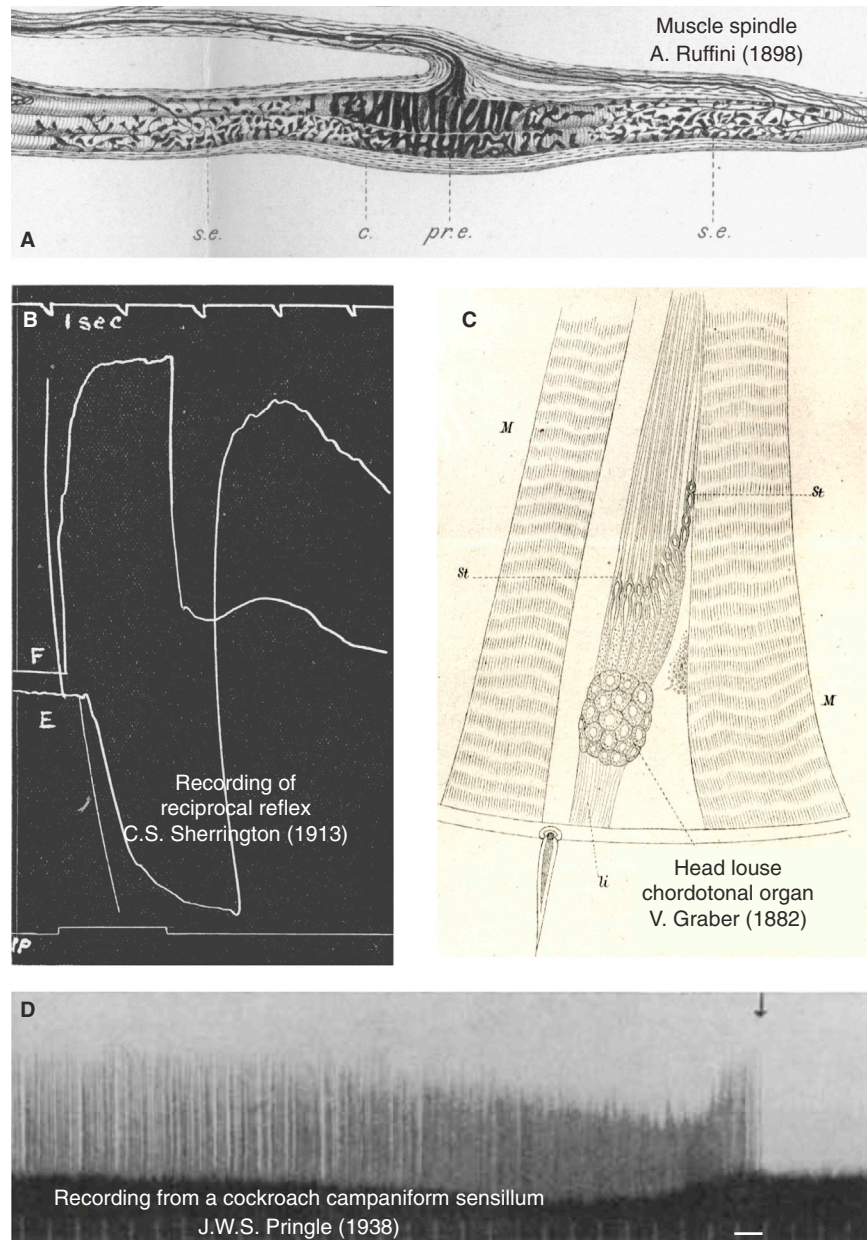 Muscle spindle
A. Ruffini (1898)
A
s.e.
c.
pr.e.
s.e.
B
1 sec
F
E
Recording of
reciprocal reflex
C.S. Sherrington (1913)
C
M
St
St
M
li
Head louse
chordotonal organ
V. Graber (1882)
D
Recording from a cockroach campaniform sensillum
J.W.S. Pringle (1938)